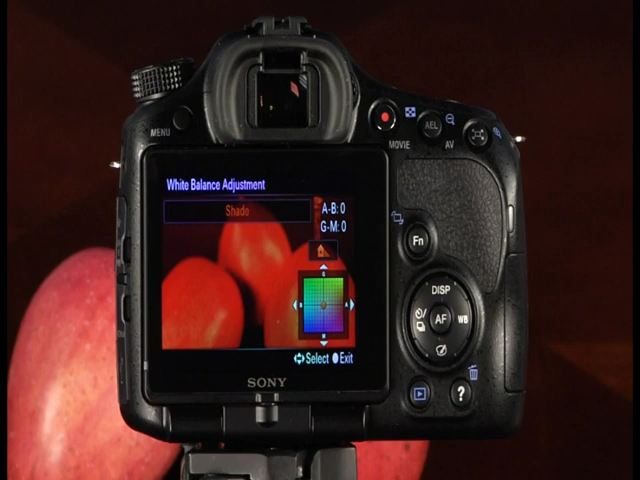 MENU
MOVIE
AEL
AV
White Balance Adjustment
Shade
A-B: 0
G-M: 0
G
B
A
M
Select
Exit
Fn
DISP
AF
WB
?
SONY